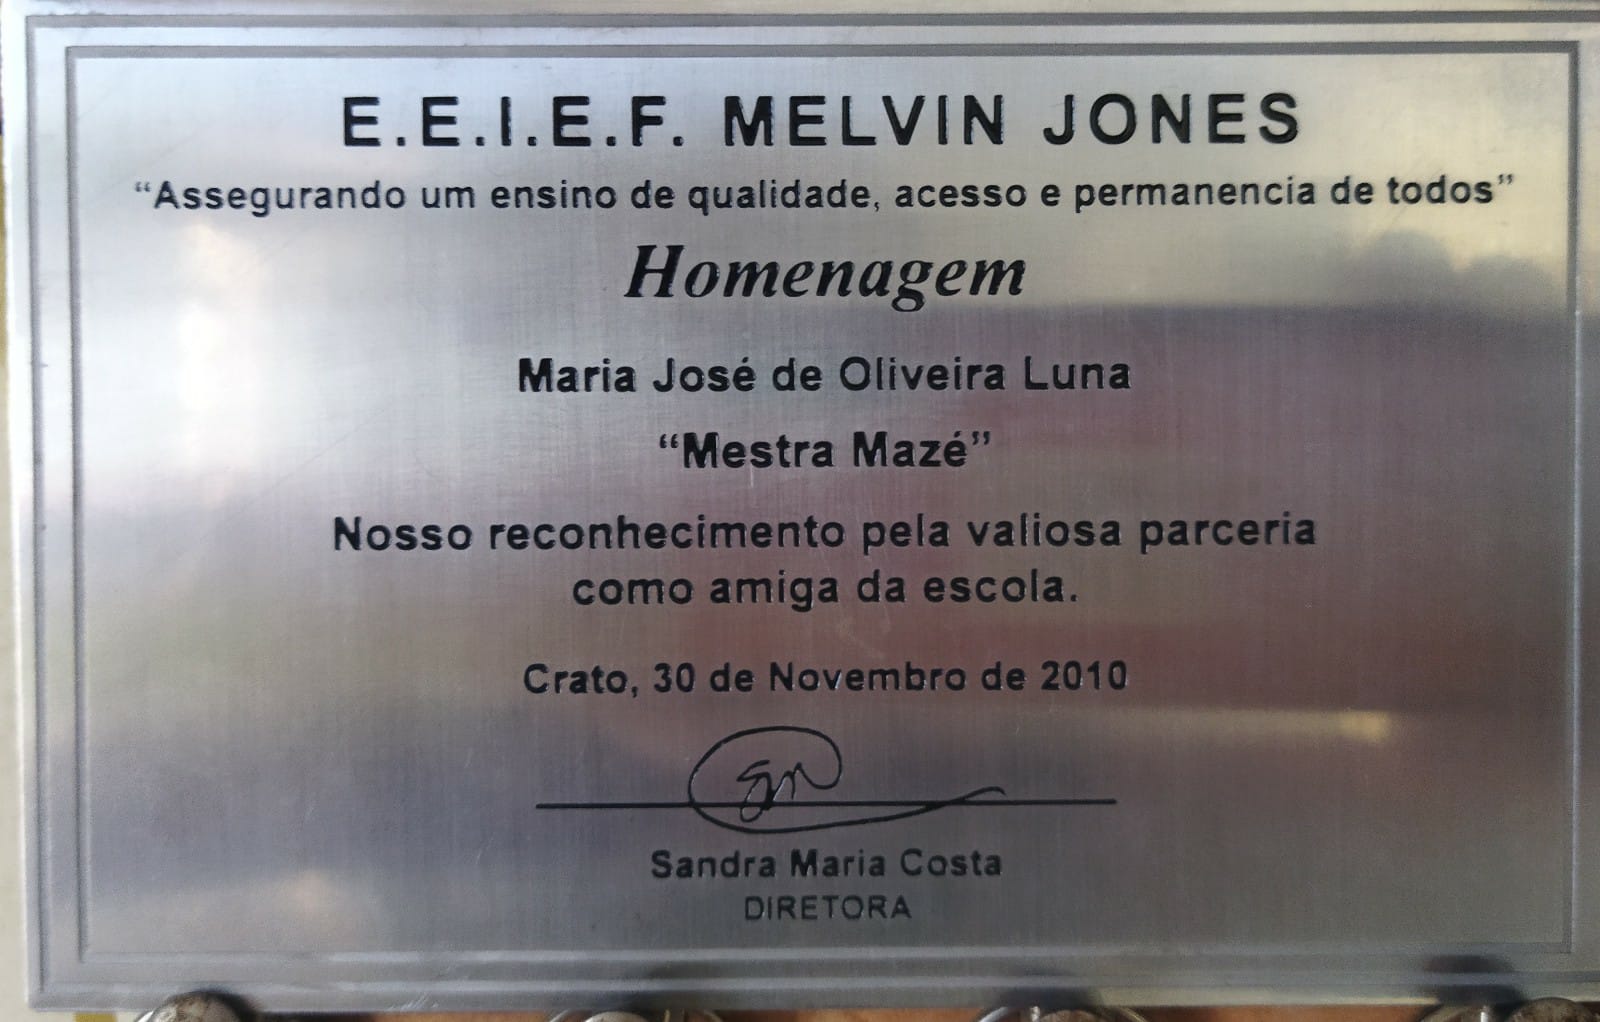 E.E.I.E.F. MELVIN JONES
“Assegurando um ensino de qualidade, acesso e permanencia de todos”
Homenagem
Maria José de Oliveira Luna
“Mestra Mazé”
Nosso reconhecimento pela valiosa parceria
como amiga da escola.
Crato, 30 de Novembro de 2010
Sandra Maria Costa
DIRETORA